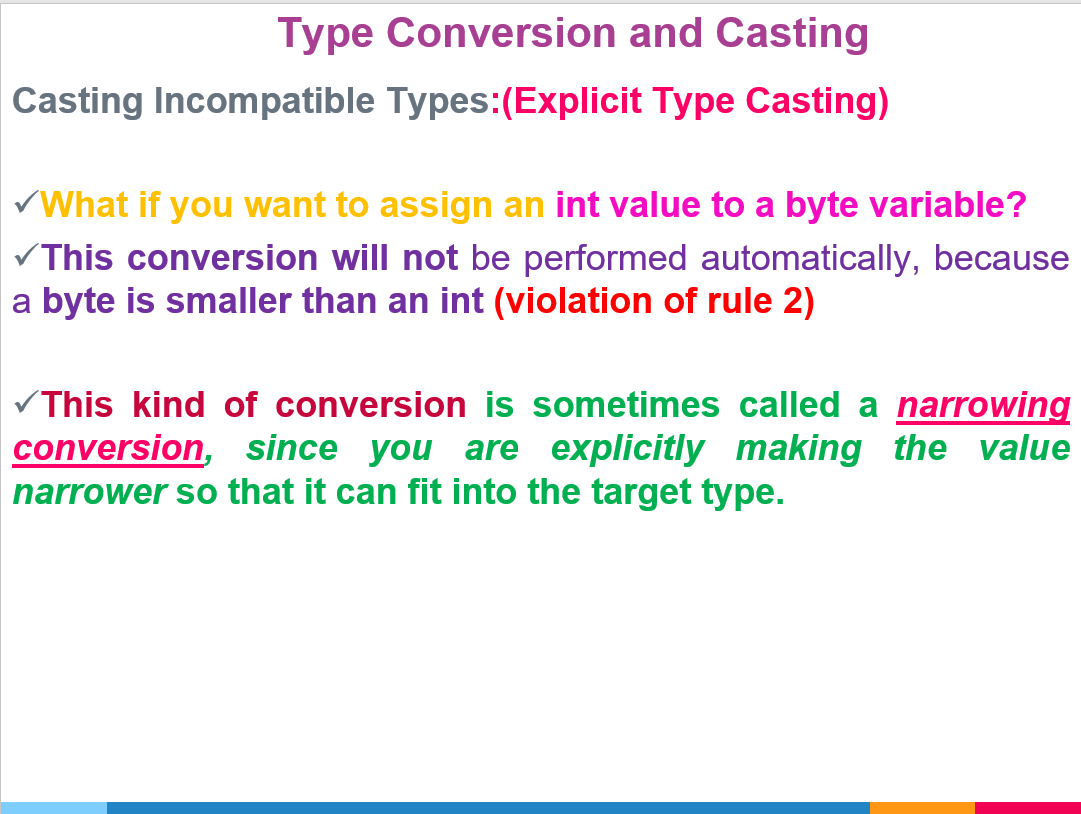 Type Conversion and Casting
Casting Incompatible Types:(Explicit Type Casting)
✓What if you want to assign an int value to a byte variable?
✓This conversion will not be performed automatically, because
a byte is smaller than an int (violation of rule 2)
✓This kind of conversion is sometimes called a narrowing
conversion, since you are explicitly making the value
narrower so that it can fit into the target type.